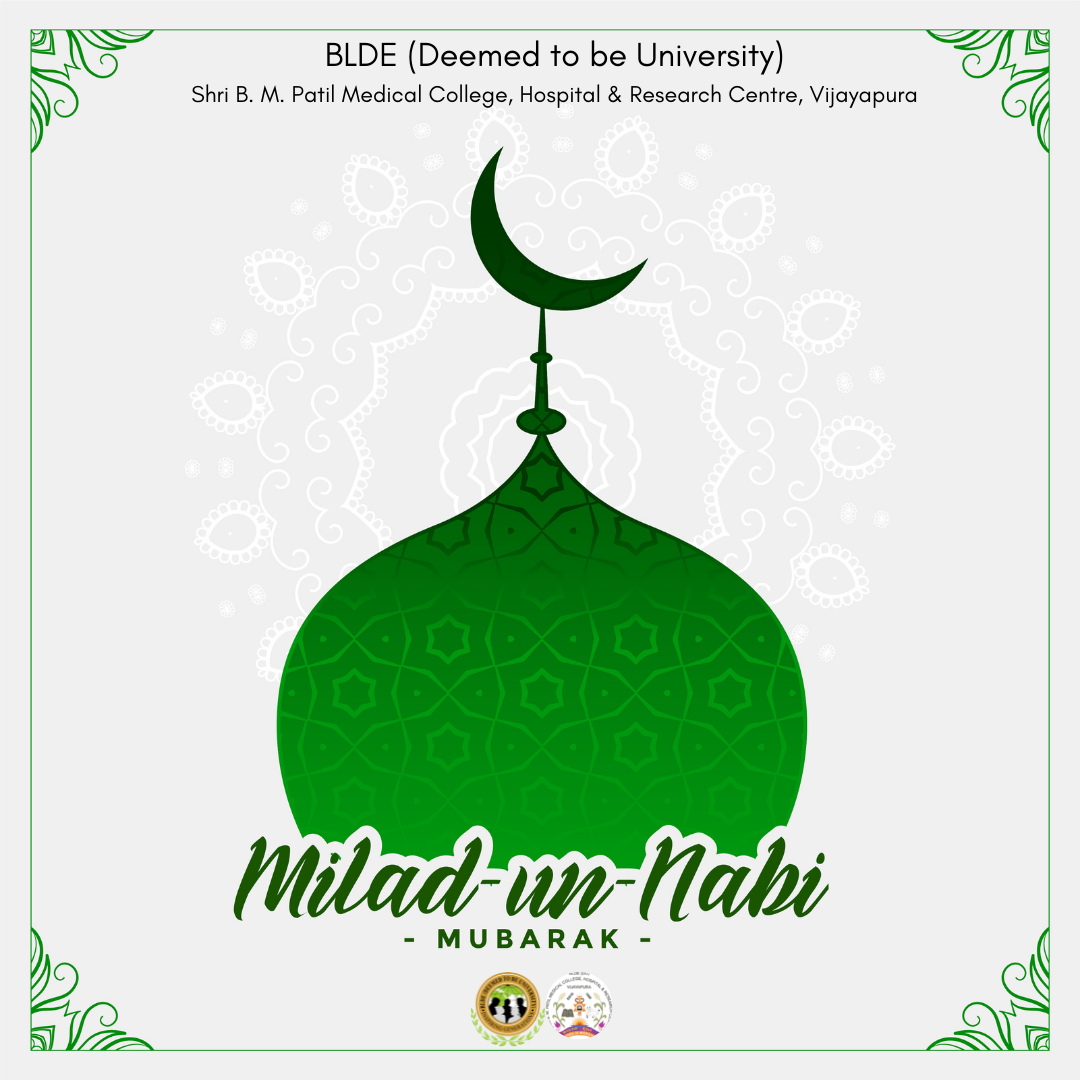 BLDE (Deemed to be University)
Shri B. M. Patil Medical College, Hospital & Research Centre, Vijayapura
Milad-un-Nabi
- MUBARAK -